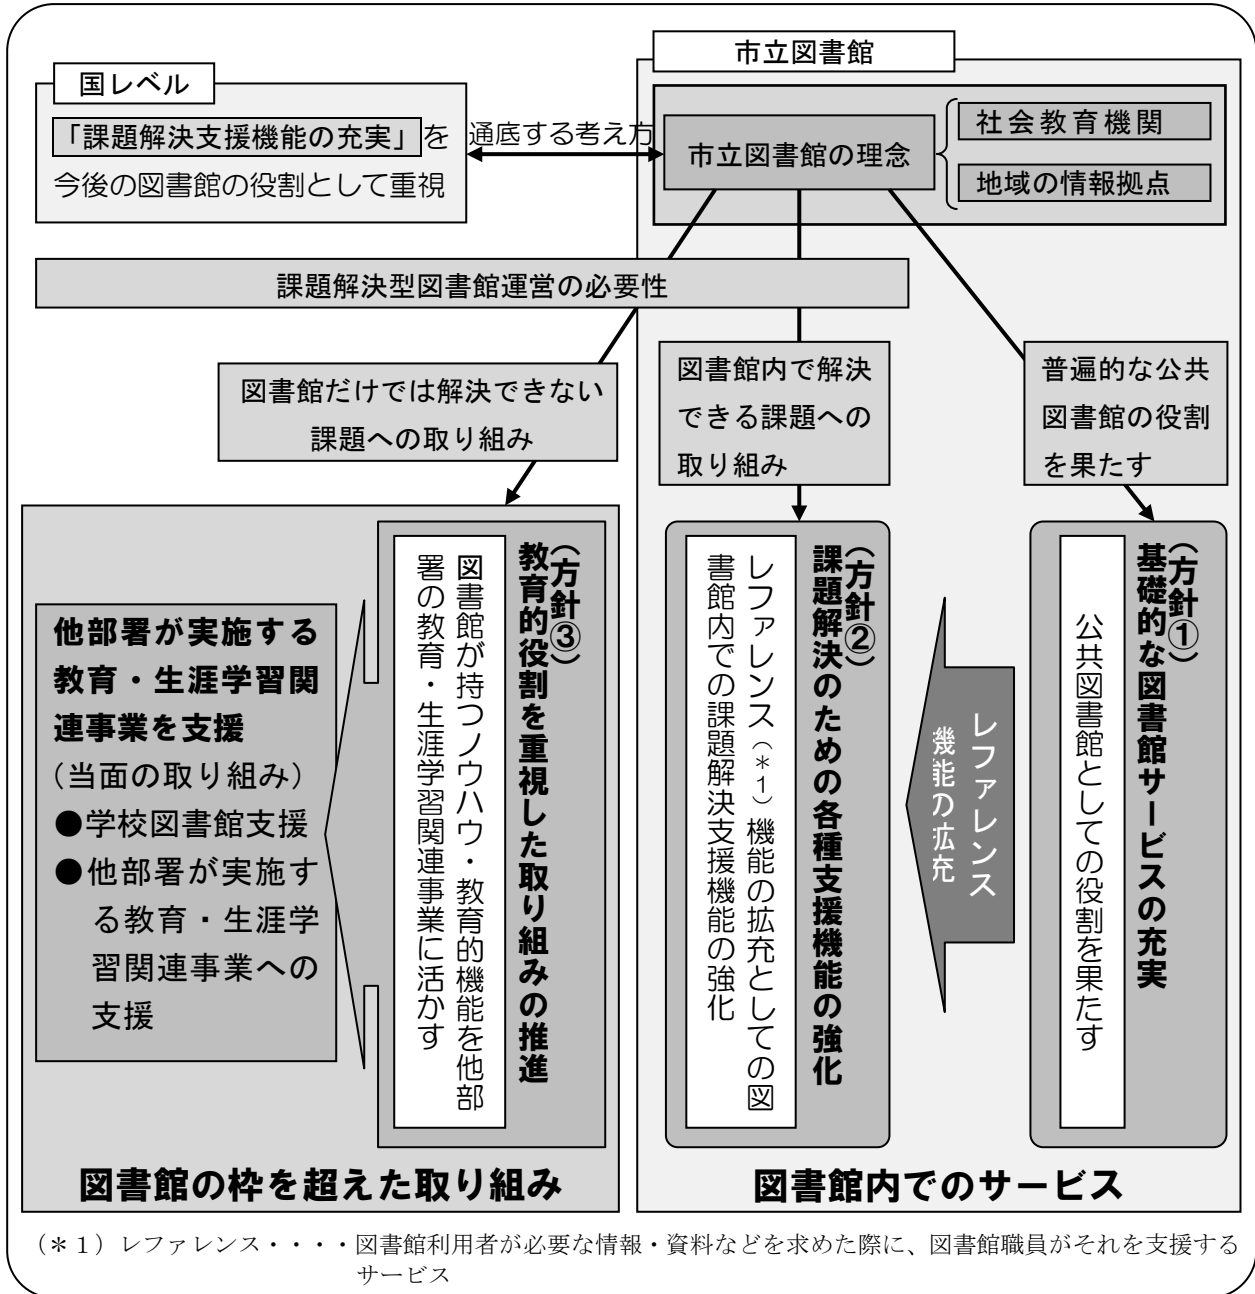 国レベル
「課題解決支援機能の充実」を
今後の図書館の役割として重視
通底する考え方
市立図書館
市立図書館の理念
社会教育機関
地域の情報拠点
課題解決型図書館運営の必要性
図書館だけでは解決できない
課題への取り組み
図書館内で解決
できる課題への
取り組み
普遍的な公共
図書館の役割
を果たす
(方針①)
基礎的な図書館サービスの充実
公共図書館としての役割を果たす
レファレンス
機能の拡充
(方針②)
課題解決のための各種支援機能の強化
レファレンス(*1)機能の拡充としての図
書館内での課題解決支援機能の強化
(方針③)
教育的役割を重視した取り組みの推進
図書館が持つノウハウ・教育的機能を他部
署の教育・生涯学習関連事業に活かす
他部署が実施する
教育・生涯学習関
連事業を支援
(当面の取り組み)
●学校図書館支援
●他部署が実施す
る教育・生涯学
習関連事業への
支援
図書館の枠を超えた取り組み
図書館内でのサービス
(*1)レファレンス・・・・図書館利用者が必要な情報・資料などを求めた際に、図書館職員がそれを支援する
サービス